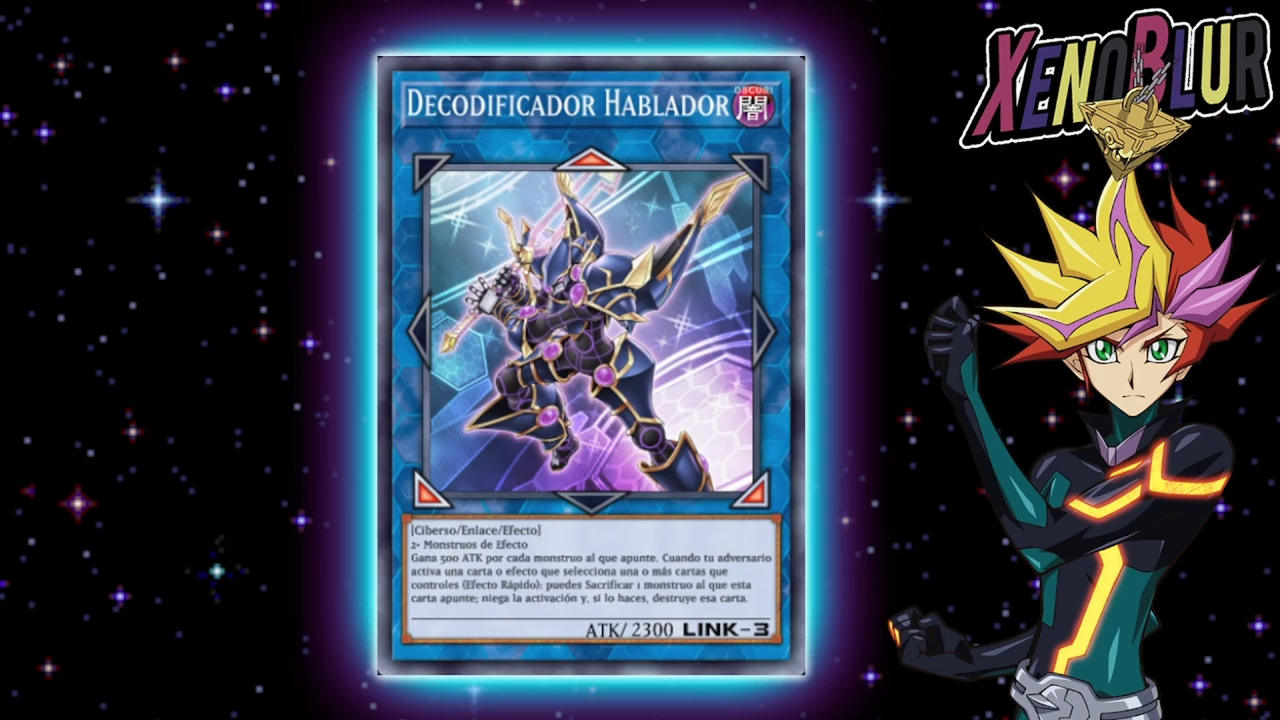 XENOBLUR
DECODIFICADOR HABLADOR
OSCURI
闇
[Ciberso/Enlace/Efecto]
2+ Monstruos de Efecto
Gana 500 ATK por cada monstruo al que apunte. Cuando tu adversario
activa una carta o efecto que selecciona una o más cartas que
controles (Efecto Rápido): puedes Sacrificar 1 monstruo al que esta
carta apunte; niega la activación y, si lo haces, destruye esa carta.
ATK/2300 LINK-3